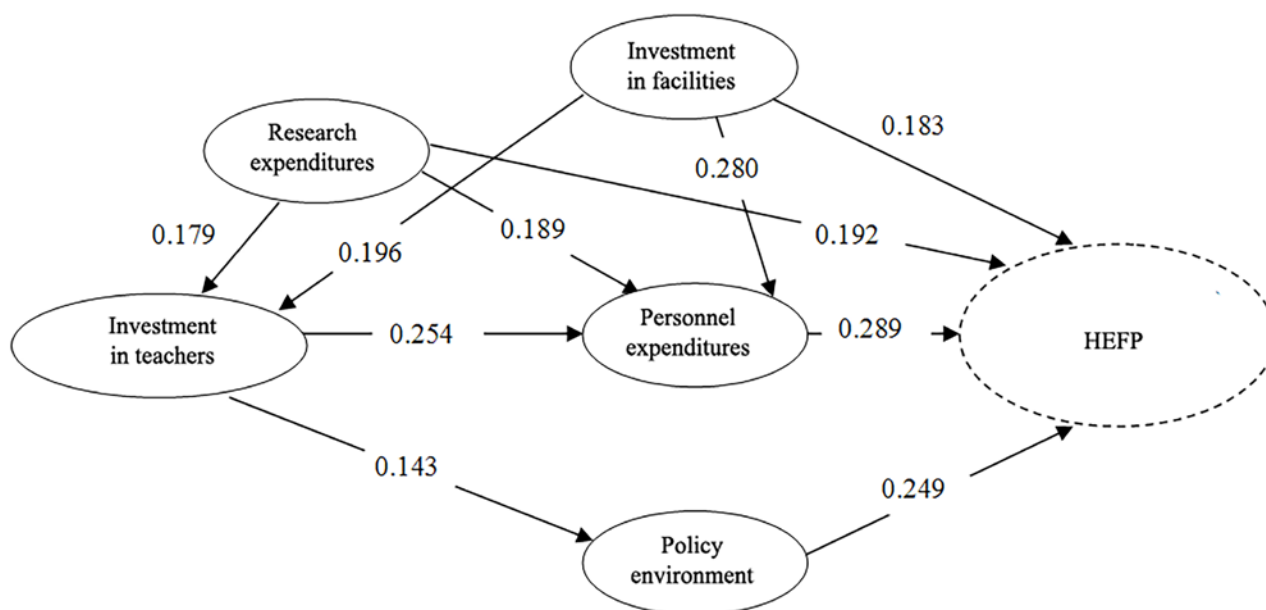 Investment
in facilities
Research
expenditures
0.183
0.280
0.179
0.196
0.189
0.192
Investment
in teachers
0.254
Personnel
expenditures
0.289
HEFP
0.143
0.249
Policy
environment